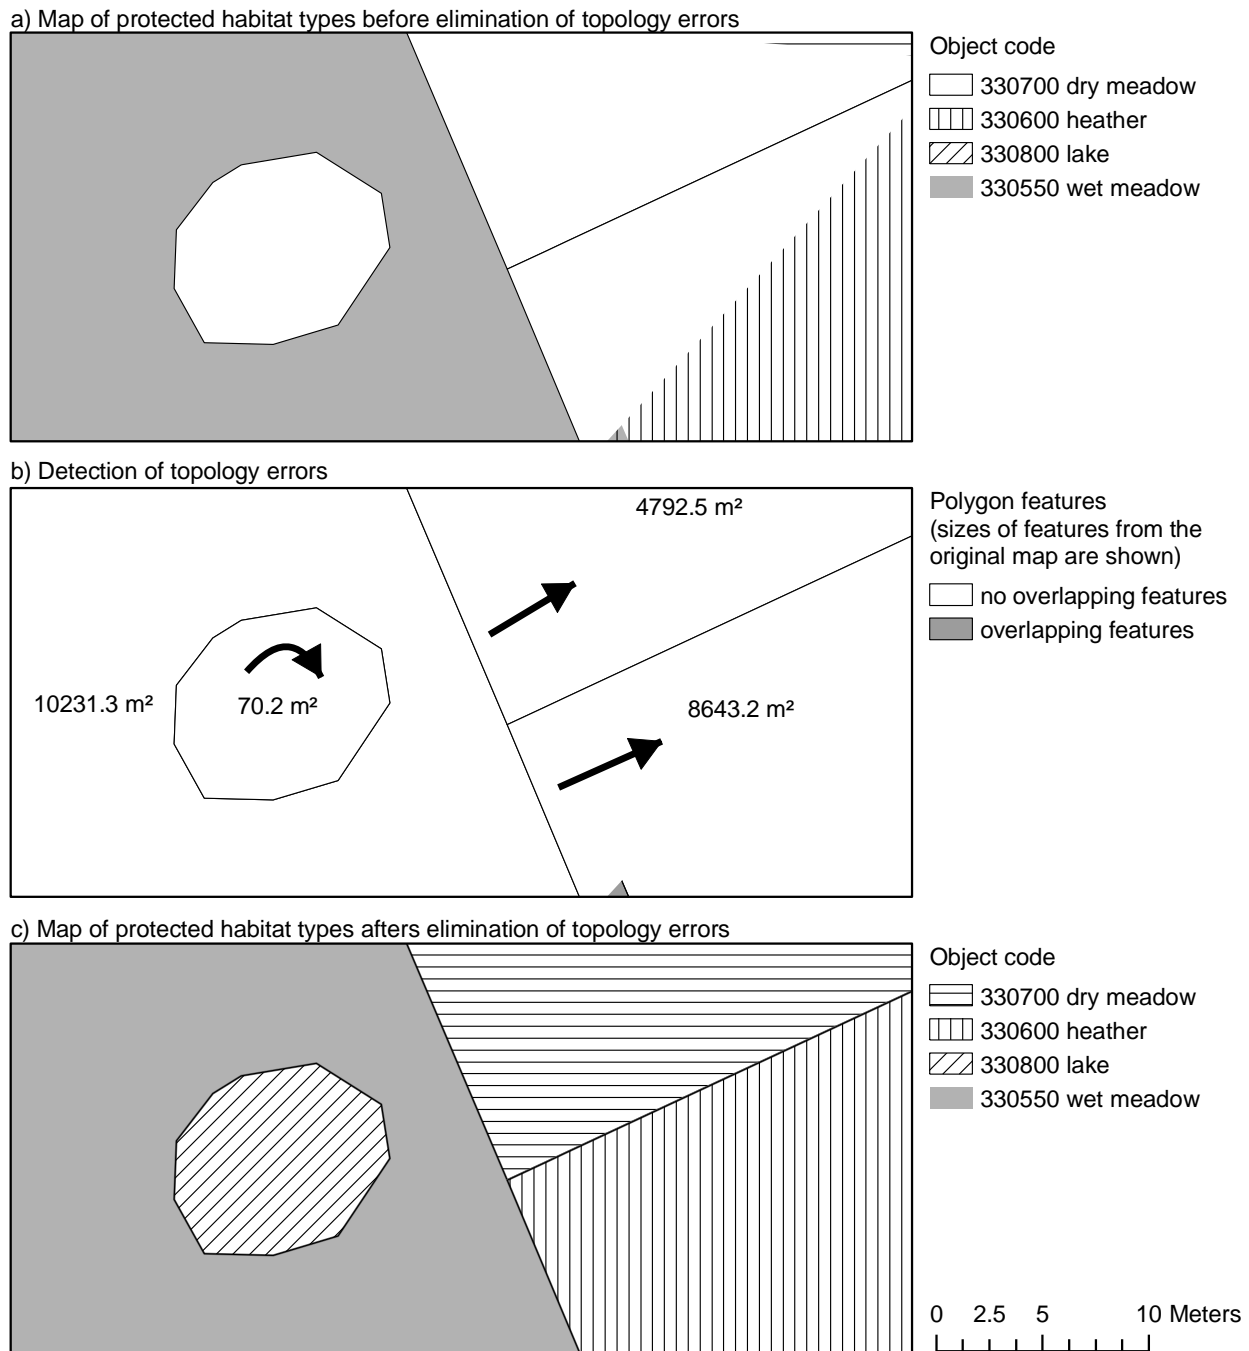 a) Map of protected habitat types before elimination of topology errors
Object code
330700 dry meadow
330600 heather
330800 lake
330550 wet meadow
b) Detection of topology errors
4792.5 m²
10231.3 m²
70.2 m²
8643.2 m²
Polygon features
(sizes of features from the
original map are shown)
no overlapping features
overlapping features
c) Map of protected habitat types afters elimination of topology errors
Object code
330700 dry meadow
330600 heather
330800 lake
330550 wet meadow
0 2.5 5 10 Meters